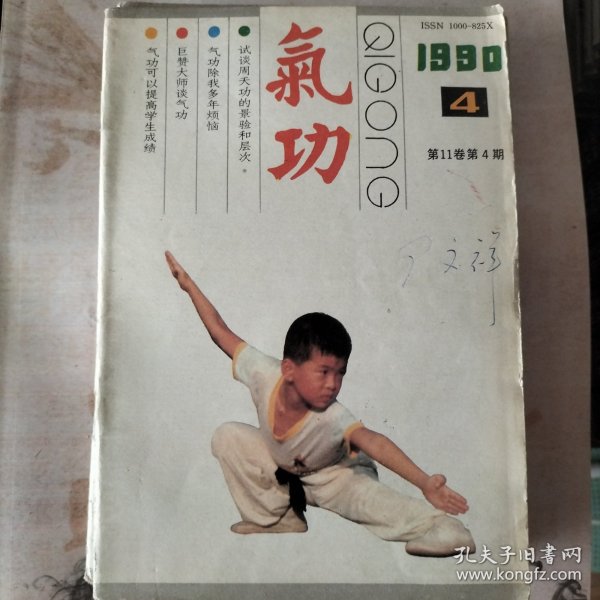 ISSN 1000-825X
1990
4
第11卷第4期
QIGONG
氣功
试谈周天功的景验和层次
气功除我多年烦恼
巨赞大师谈气功
气功可以提高学生成绩
文祥
孔夫子旧书网
www.kongfz.com